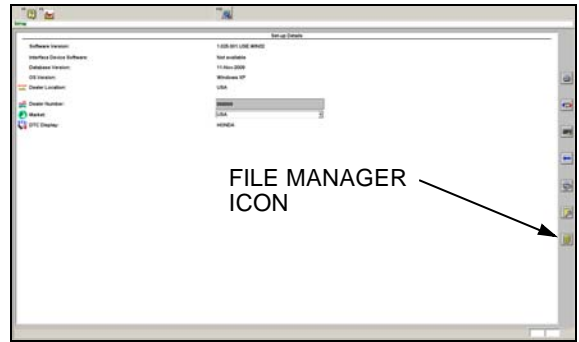 Setup
Set-up Details
Software Version: 1.025.001 USE WIN32
Interface Device Software: Not available
Database Version: 11-Nov-2009
OS Version: Windows XP
Dealer Location: USA
Dealer Number:
Market: USA
DTC Display: HONDA
FILE MANAGER
ICON